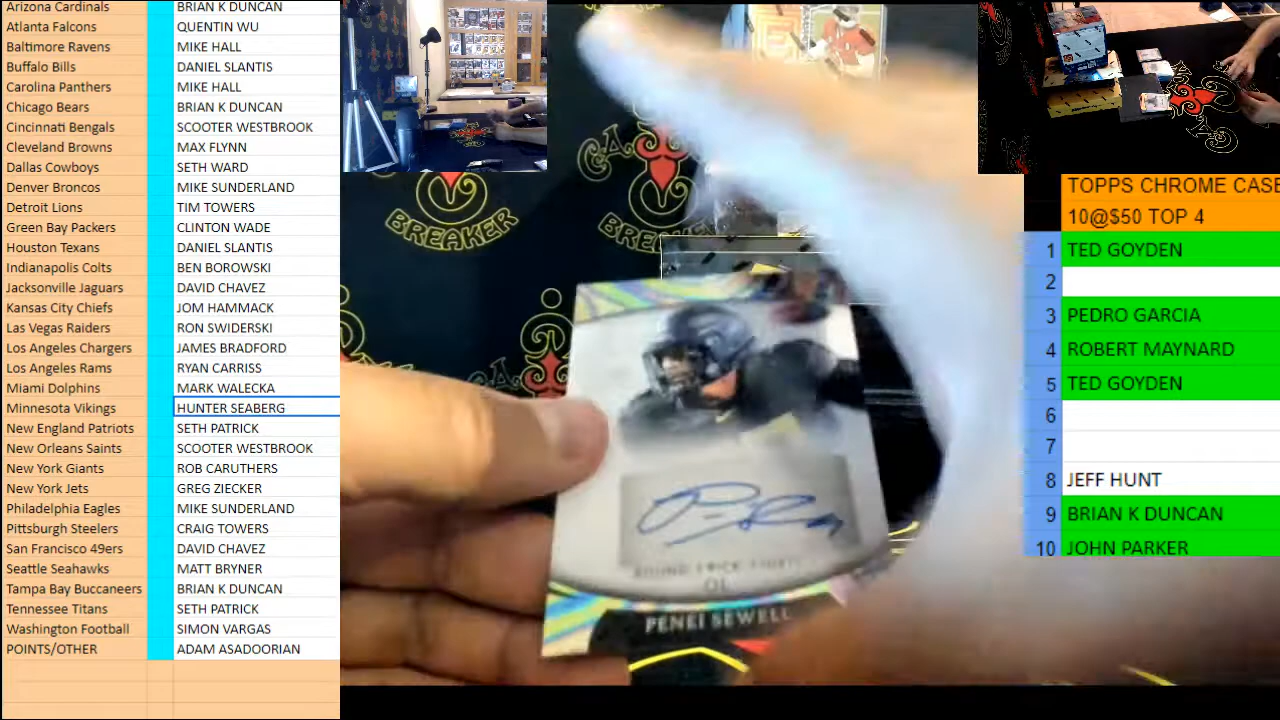 Arizona Cardinals BRIAN K DUNCAN
Atlanta Falcons QUENTIN WU
Baltimore Ravens MIKE HALL
Buffalo Bills DANIEL SLANTIS
Carolina Panthers MIKE HALL
Chicago Bears BRIAN K DUNCAN
Cincinnati Bengals SCOOTER WESTBROOK
Cleveland Browns MAX FLYNN
Dallas Cowboys SETH WARD
Denver Broncos MIKE SUNDERLAND
Detroit Lions TIM TOWERS
Green Bay Packers CLINTON WADE
Houston Texans DANIEL SLANTIS
Indianapolis Colts BEN BOROWSKI
Jacksonville Jaguars DAVID CHAVEZ
Kansas City Chiefs JOM HAMMACK
Las Vegas Raiders RON SWIDERSKI
Los Angeles Chargers JAMES BRADFORD
Los Angeles Rams RYAN CARRISS
Miami Dolphins MARK WALECKA
Minnesota Vikings HUNTER SEABERG
New England Patriots SETH PATRICK
New Orleans Saints SCOOTER WESTBROOK
New York Giants ROB CARUTHERS
New York Jets GREG ZIECKER
Philadelphia Eagles MIKE SUNDERLAND
Pittsburgh Steelers CRAIG TOWERS
San Francisco 49ers DAVID CHAVEZ
Seattle Seahawks MATT BRYNER
Tampa Bay Buccaneers BRIAN K DUNCAN
Tennessee Titans SETH PATRICK
Washington Football SIMON VARGAS
POINTS/OTHER ADAM ASADOORIAN
BREAKER
OL
PENEI SEWELL
TOPPS CHROME CASE
10@$50 TOP 4
1 TED GOYDEN
2
3 PEDRO GARCIA
4 ROBERT MAYNARD
5 TED GOYDEN
6
7
8 JEFF HUNT
9 BRIAN K DUNCAN
10 JOHN PARKER